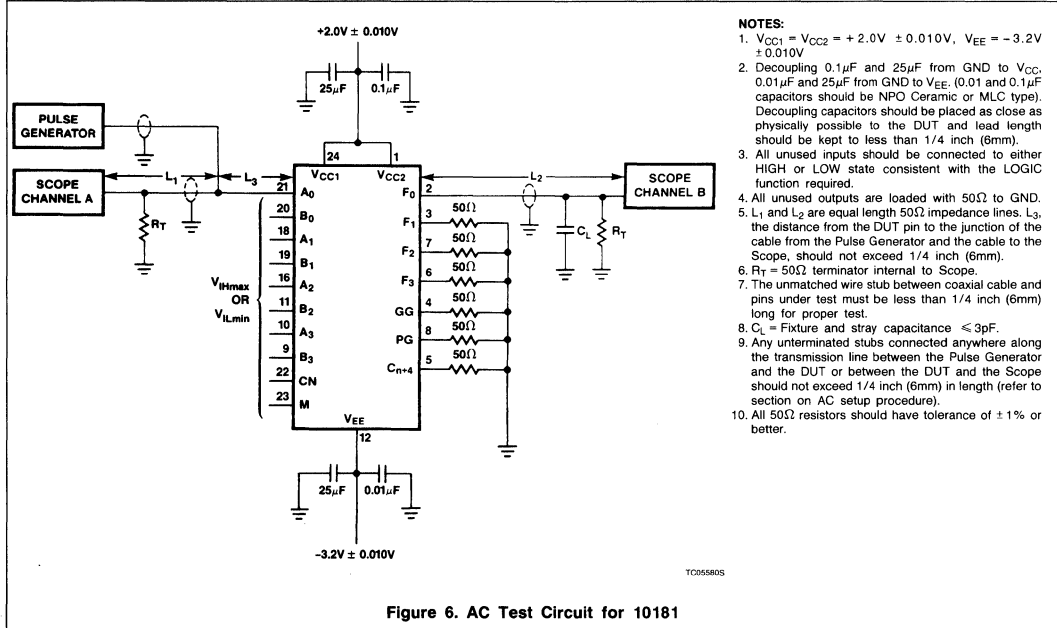 +2.0V ± 0.010V
25μF
0.1μF
PULSE
GENERATOR
SCOPE
CHANNEL A
L1
L3
RT
24
1
VCC1
VCC2
21
A0
20
B0
18
A1
19
B1
16
A2
11
B2
10
A3
9
B3
22
CN
23
M
VIHmax
OR
VILmin
F0
2
F1
3
50Ω
F2
7
50Ω
F3
6
50Ω
GG
4
50Ω
PG
8
50Ω
Cn+4
5
50Ω
L2
SCOPE
CHANNEL B
CL
RT
VEE
12
25μF
0.01μF
−3.2V ± 0.010V
TC05580S
NOTES:
1. VCC1 = VCC2 = + 2.0V ± 0.010V, VEE = − 3.2V
± 0.010V
2. Decoupling 0.1μF and 25μF from GND to VCC,
0.01μF and 25μF from GND to VEE. (0.01 and 0.1μF
capacitors should be NPO Ceramic or MLC type).
Decoupling capacitors should be placed as close as
physically possible to the DUT and lead length
should be kept to less than 1/4 inch (6mm).
3. All unused inputs should be connected to either
HIGH or LOW state consistent with the LOGIC
function required.
4. All unused outputs are loaded with 50Ω to GND.
5. L1 and L2 are equal length 50Ω impedance lines. L3,
the distance from the DUT pin to the junction of the
cable from the Pulse Generator and the cable to the
Scope, should not exceed 1/4 inch (6mm).
6. RT = 50Ω terminator internal to Scope.
7. The unmatched wire stub between coaxial cable and
pins under test must be less than 1/4 inch (6mm)
long for proper test.
8. CL = Fixture and stray capacitance ⩽ 3pF.
9. Any unterminated stubs connected anywhere along
the transmission line between the Pulse Generator
and the DUT or between the DUT and the Scope
should not exceed 1/4 inch (6mm) in length (refer to
section on AC setup procedure).
10. All 50Ω resistors should have tolerance of ± 1% or
better.
Figure 6. AC Test Circuit for 10181